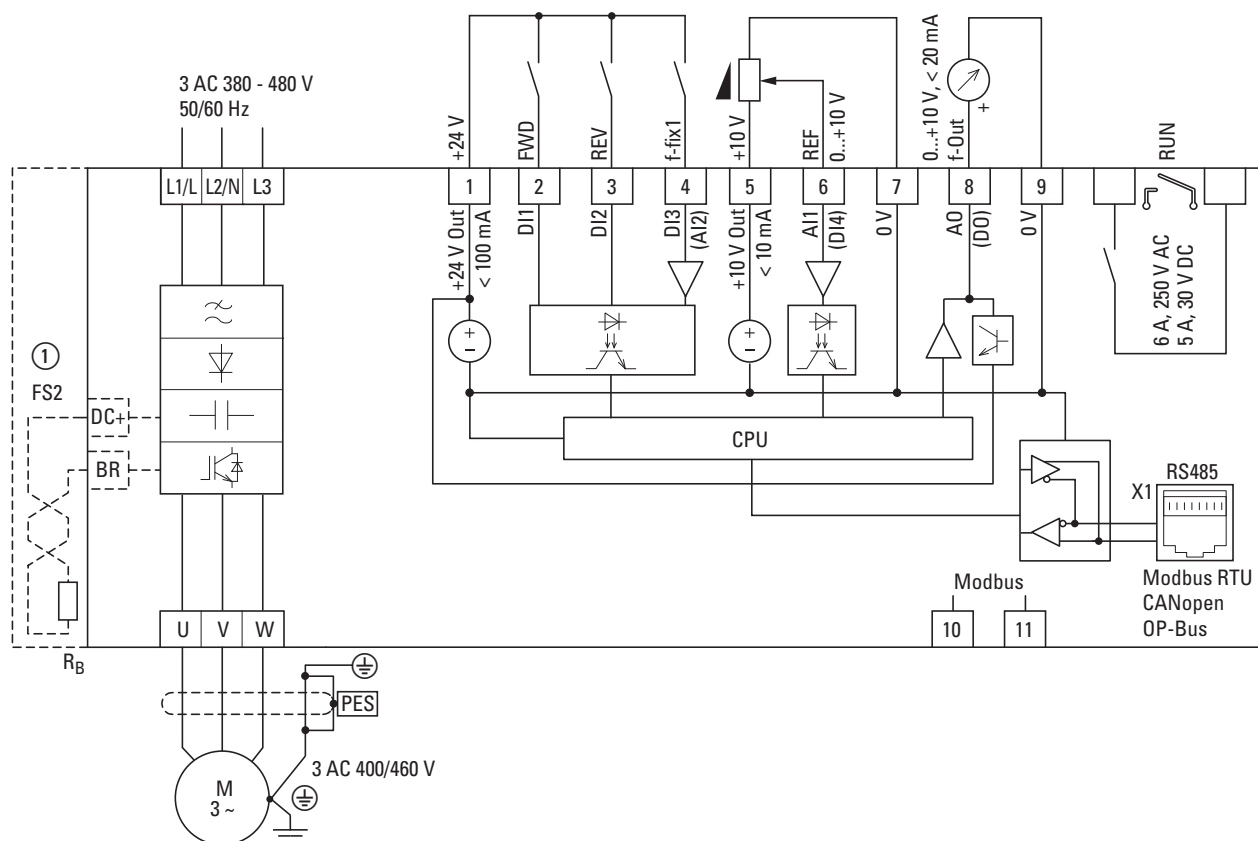 3 AC 380 - 480 V
50/60 Hz
+24 V
FWD
REV
f-fix1
+10 V
REF
0...+10 V
0...+10 V, < 20 mA
f-Out
+
RUN
L1/L
L2/N
L3
1
2
3
4
5
6
7
8
9
+24 V Out
< 100 mA
DI1
DI2
DI3
(AI2)
+10 V Out
< 10 mA
AI1
(DI4)
0 V
AO
(DO)
0 V
6 A, 250 V AC
5 A, 30 V DC
+
−
+
−
1
FS2
DC+
BR
CPU
X1
RS485
Modbus RTU
CANopen
OP-Bus
Modbus
10
11
U
V
W
RB
PES
3 AC 400/460 V
M
3 ~